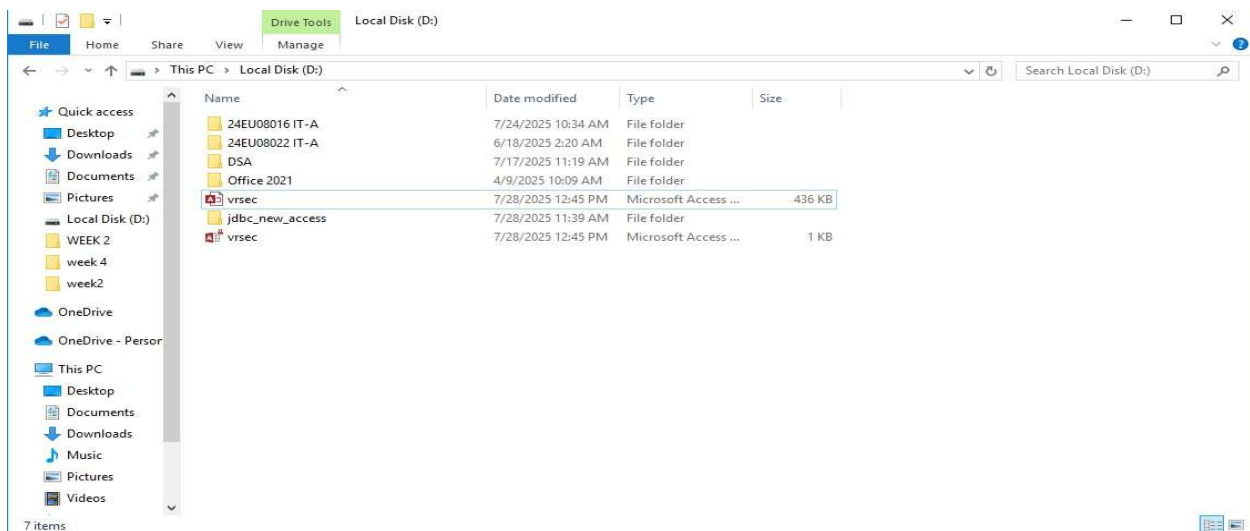 Drive Tools Local Disk (D:)
File Home Share View Manage
This PC > Local Disk (D:) Search Local Disk (D:)
Quick access
Desktop
Downloads
Documents
Pictures
Local Disk (D:)
WEEK 2
week 4
week2
OneDrive
OneDrive - Person
This PC
Desktop
Documents
Downloads
Music
Pictures
Videos
Name Date modified Type Size
24EU08016 IT-A 7/24/2025 10:34 AM File folder
24EU08022 IT-A 6/18/2025 2:20 AM File folder
DSA 7/17/2025 11:19 AM File folder
Office 2021 4/9/2025 10:09 AM File folder
vrsec 7/28/2025 12:45 PM Microsoft Access ... 436 KB
jdbc_new_access 7/28/2025 11:39 AM File folder
vrsec 7/28/2025 12:45 PM Microsoft Access ... 1 KB
7 items